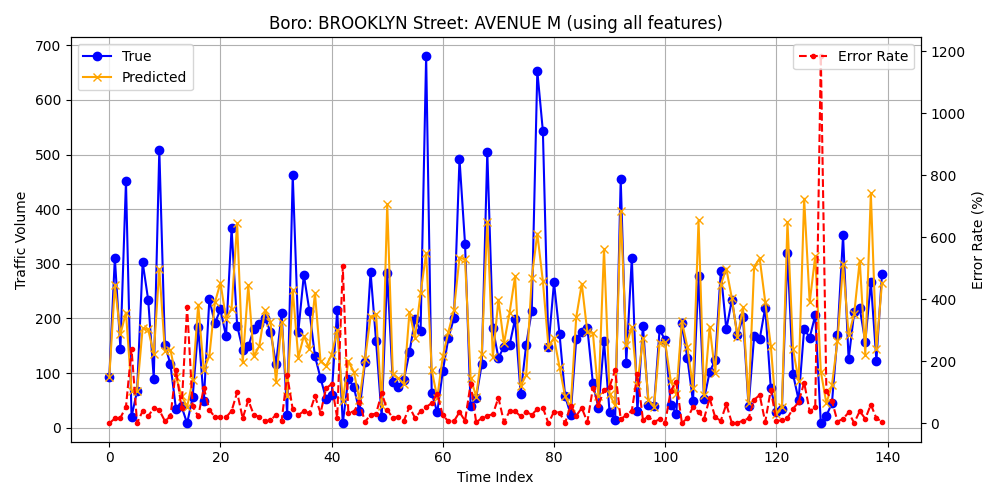 Boro: BROOKLYN Street: AVENUE M (using all features)
True
Predicted
Error Rate
Traffic Volume
700
600
500
400
300
200
100
0
1200
1000
800
600
400
200
0
Error Rate (%)
0 20 40 60 80 100 120 140
Time Index